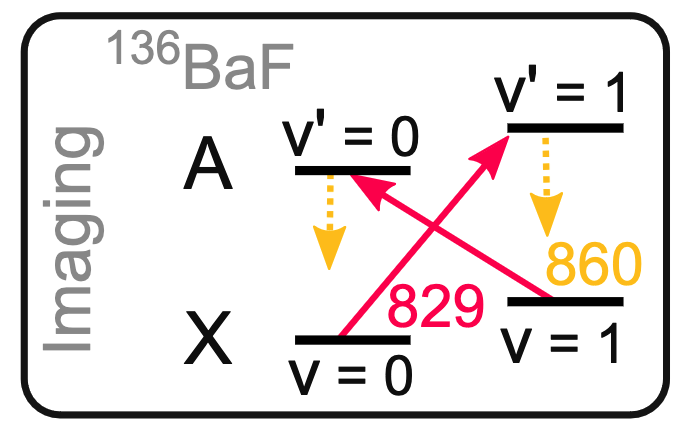 ¹³⁶BaF
Imaging
A
v' = 0
v' = 1
829
860
X
v = 0
v = 1